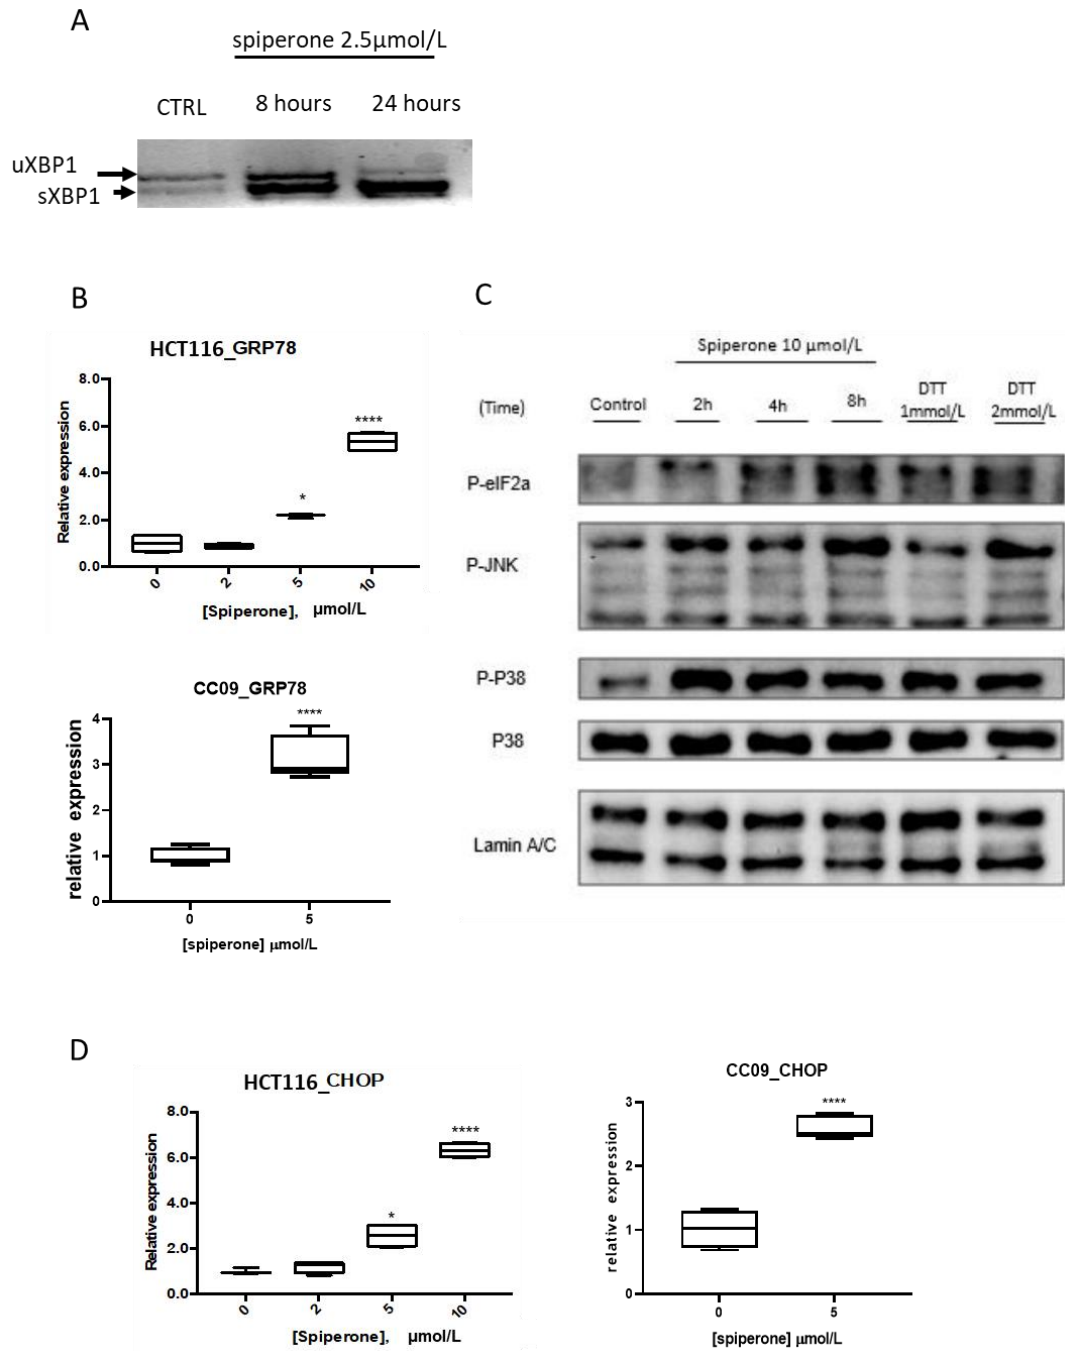 A
spiperone 2.5µmol/L
CTRL 8 hours 24 hours
uXBP1
sXBP1
B
HCT116_GRP78
Relative expression
8.0
6.0
4.0
2.0
0.0
****
*
0 2 5 10
[Spiperone], µmol/L
CC09_GRP78
relative expression
4
3
2
1
0
****
0 5
[spiperone] µmol/L
C
Spiperone 10 µmol/L
(Time) Control 2h 4h 8h DTT 1mmol/L DTT 2mmol/L
P-eIF2a
P-JNK
P-P38
P38
Lamin A/C
D
HCT116_CHOP
Relative expression
8.0
6.0
4.0
2.0
0.0
****
*
0 2 5 10
[Spiperone], µmol/L
CC09_CHOP
relative expression
3
2
1
0
****
0 5
[spiperone] µmol/L